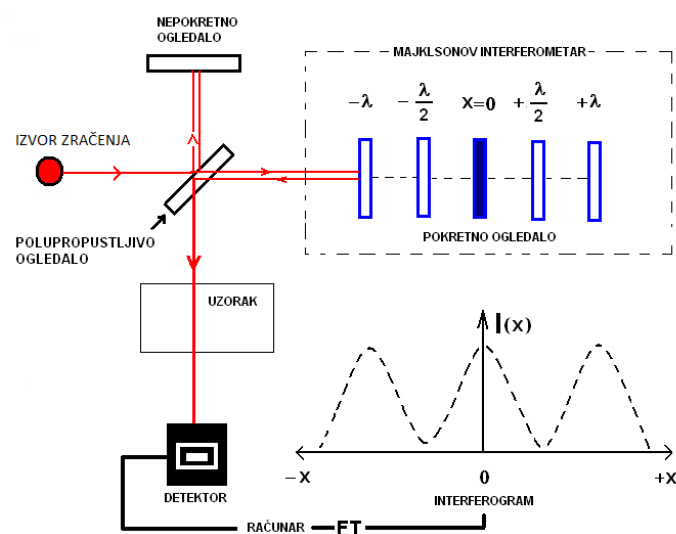 NEPOKRETNO
OGLEDALO
MAJKLSONOV INTERFEROMETAR
−λ
−λ/2
X=0
+λ/2
+λ
IZVOR ZRAČENJA
POLUPROPUSTLJIVO
OGLEDALO
POKRETNO OGLEDALO
UZORAK
I(x)
−X
0
+X
INTERFEROGRAM
DETEKTOR
RAČUNAR
FT